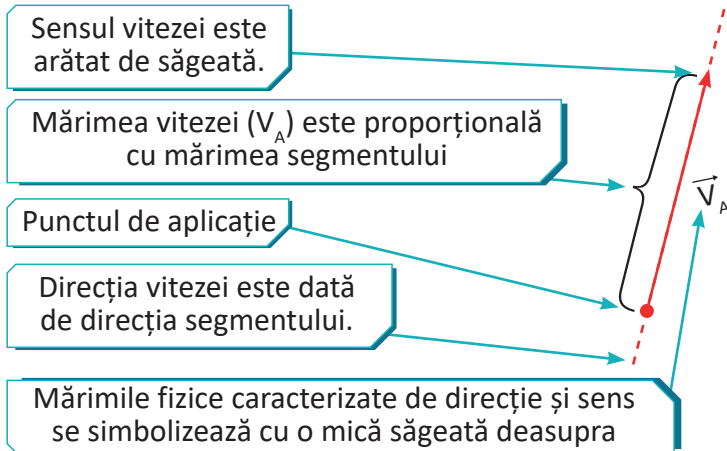 Sensul vitezei este
arătat de săgeată.
Mărimea vitezei (V_A) este proporțională
cu mărimea segmentului
Punctul de aplicație
Direcția vitezei este dată
de direcția segmentului.
Mărimile fizice caracterizate de direcție și sens
se simbolizează cu o mică săgeată deasupra
V_A